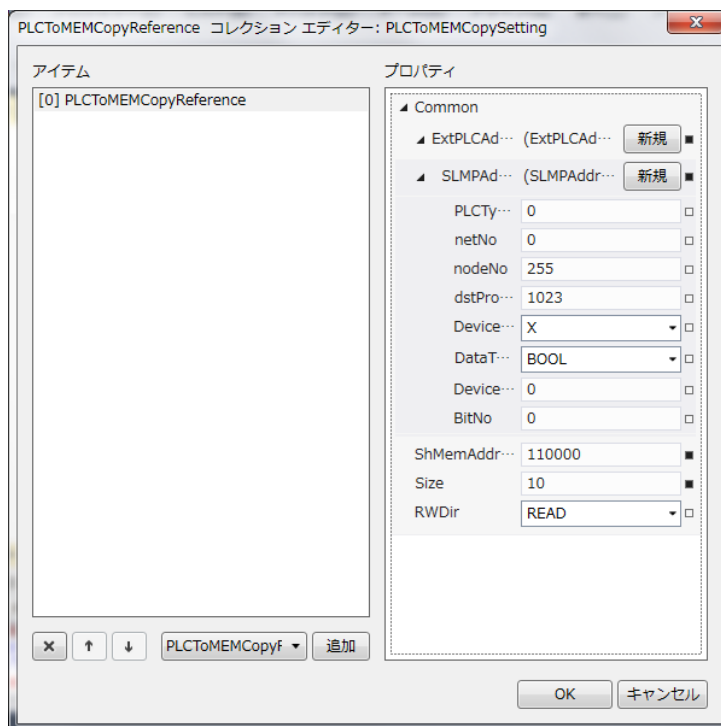 PLCToMEMCopyReference コレクション エディター: PLCToMEMCopySetting
アイテム
[0] PLCToMEMCopyReference
PLCToMEMCopyF
追加
プロパティ
Common
ExtPLCAd… (ExtPLCAd… 新規
SLMPAd… (SLMPAddr… 新規
PLCTy… 0
netNo 0
nodeNo 255
dstPro… 1023
Device… X
DataT… BOOL
Device… 0
BitNo 0
ShMemAddr… 110000
Size 10
RWDir READ
OK キャンセル